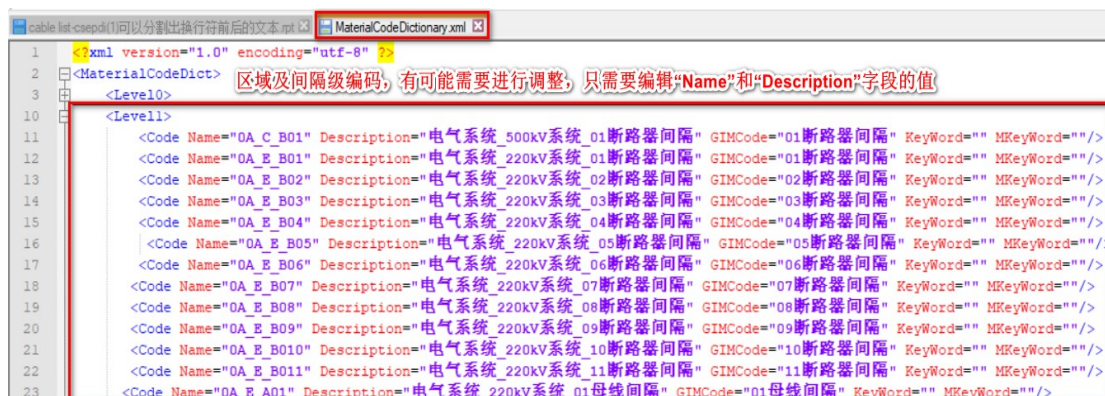 cable list-csepdi(1)可以分割出换行符前后的文本.rpt MaterialCodeDictionary.xml
1 <?xml version="1.0" encoding="utf-8" ?>
2 <MaterialCodeDict> 区域及间隔级编码，有可能需要进行调整，只需要编辑“Name”和“Description”字段的值
3 <Level0>
10 <Level1>
11 <Code Name="0A_C_B01" Description="电气系统_500kV系统_01断路器间隔" GIMCode="01断路器间隔" KeyWord="" MKeyWord=""/>
12 <Code Name="0A_E_B01" Description="电气系统_220kV系统_01断路器间隔" GIMCode="01断路器间隔" KeyWord="" MKeyWord=""/>
13 <Code Name="0A_E_B02" Description="电气系统_220kV系统_02断路器间隔" GIMCode="02断路器间隔" KeyWord="" MKeyWord=""/>
14 <Code Name="0A_E_B03" Description="电气系统_220kV系统_03断路器间隔" GIMCode="03断路器间隔" KeyWord="" MKeyWord=""/>
15 <Code Name="0A_E_B04" Description="电气系统_220kV系统_04断路器间隔" GIMCode="04断路器间隔" KeyWord="" MKeyWord=""/>
16 <Code Name="0A_E_B05" Description="电气系统_220kV系统_05断路器间隔" GIMCode="05断路器间隔" KeyWord="" MKeyWord=""/
17 <Code Name="0A_E_B06" Description="电气系统_220kV系统_06断路器间隔" GIMCode="06断路器间隔" KeyWord="" MKeyWord=""/>
18 <Code Name="0A_E_B07" Description="电气系统_220kV系统_07断路器间隔" GIMCode="07断路器间隔" KeyWord="" MKeyWord=""/>
19 <Code Name="0A_E_B08" Description="电气系统_220kV系统_08断路器间隔" GIMCode="08断路器间隔" KeyWord="" MKeyWord=""/>
20 <Code Name="0A_E_B09" Description="电气系统_220kV系统_09断路器间隔" GIMCode="09断路器间隔" KeyWord="" MKeyWord=""/>
21 <Code Name="0A_E_B010" Description="电气系统_220kV系统_10断路器间隔" GIMCode="10断路器间隔" KeyWord="" MKeyWord=""/>
22 <Code Name="0A_E_B011" Description="电气系统_220kV系统_11断路器间隔" GIMCode="11断路器间隔" KeyWord="" MKeyWord=""/>
23 <Code Name="0A_E_A01" Description="电气系统_220kV系统_01母线间隔" GIMCode="01母线间隔" KeyWord="" MKeyWord=""/>